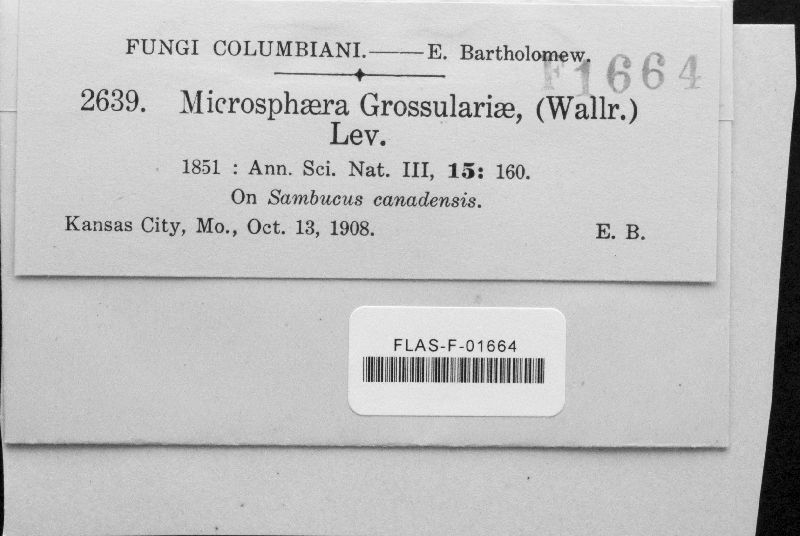 FUNGI COLUMBIANI.——E. Bartholomew.
F1664
2639. Microsphæra Grossulariæ, (Wallr.)
Lev.
1851 : Ann. Sci. Nat. III, 15: 160.
On Sambucus canadensis.
Kansas City, Mo., Oct. 13, 1908. E. B.
FLAS-F-01664